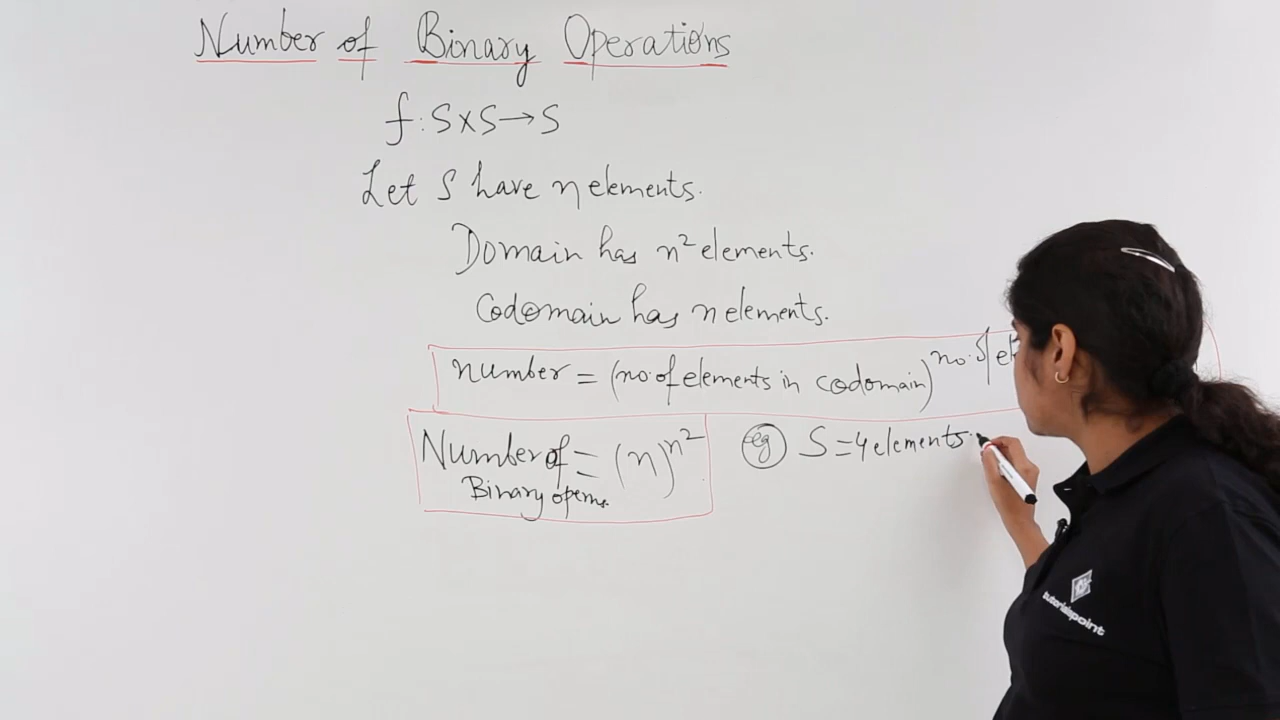 Number of Binary Operations
f: S×S→S
Let S have n elements.
Domain has n² elements.
Codomain has n elements.
number = (no. of elements in codomain)^no. of
Number of Binary opern. = (n)^n²
eg S = 4 elements.
tutorialspoint